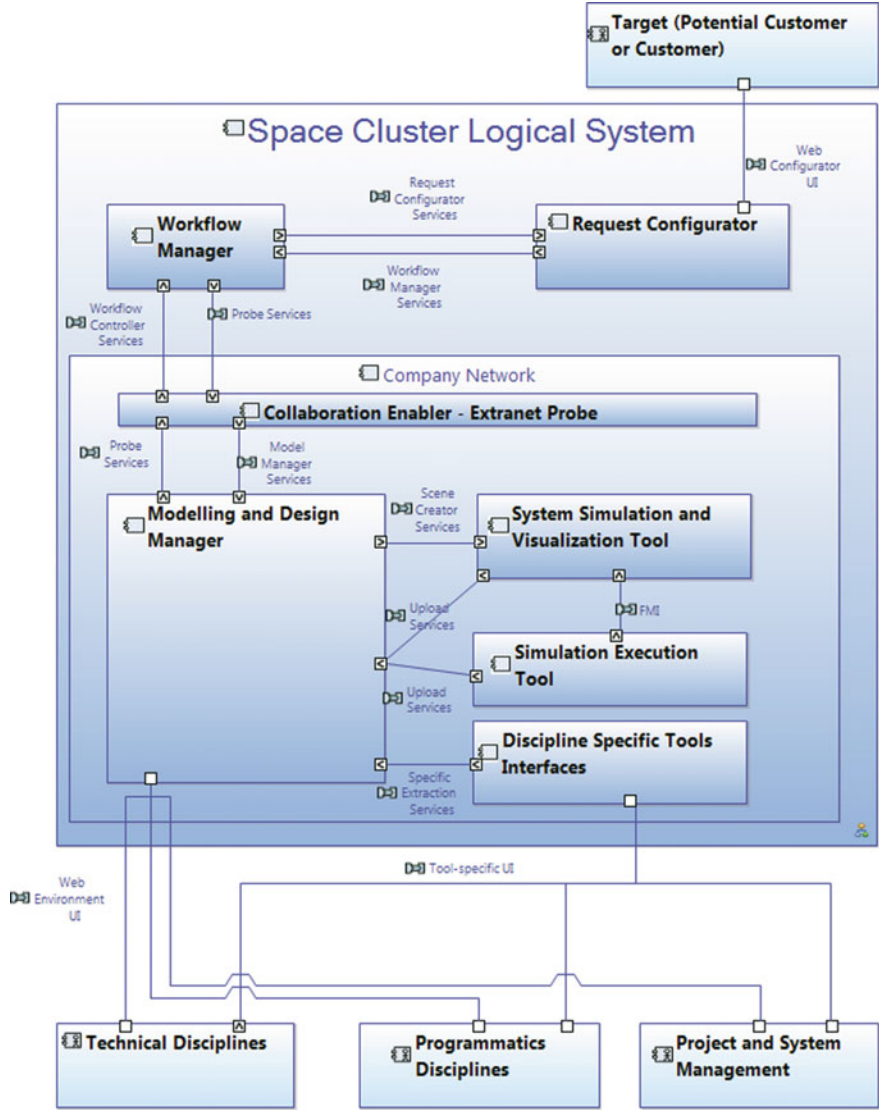 Target (Potential Customer
or Customer)
Space Cluster Logical System
Web
Configurator
UI
Request
Configurator
Services
Workflow
Manager
Request Configurator
Workflow
Manager
Services
Workflow
Controller
Services
Probe Services
Company Network
Collaboration Enabler - Extranet Probe
Probe
Services
Model
Manager
Services
Modelling and Design
Manager
Scene
Creator
Services
System Simulation and
Visualization Tool
Upload
Services
FMI
Simulation Execution
Tool
Upload
Services
Discipline Specific Tools
Interfaces
Specific
Extraction
Services
Tool-specific UI
Web
Environment
UI
Technical Disciplines
Programmatics
Disciplines
Project and System
Management